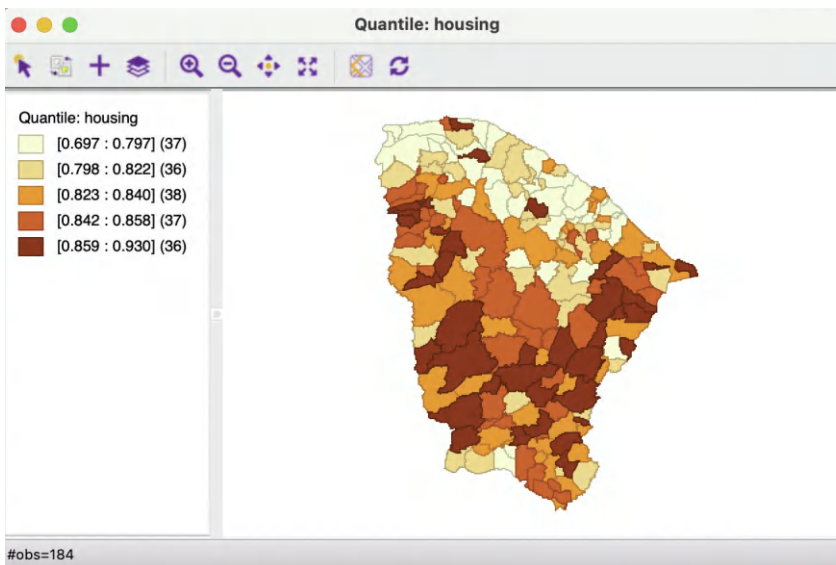 Quantile: housing
Quantile: housing
[0.697 : 0.797] (37)
[0.798 : 0.822] (36)
[0.823 : 0.840] (38)
[0.842 : 0.858] (37)
[0.859 : 0.930] (36)
#obs=184